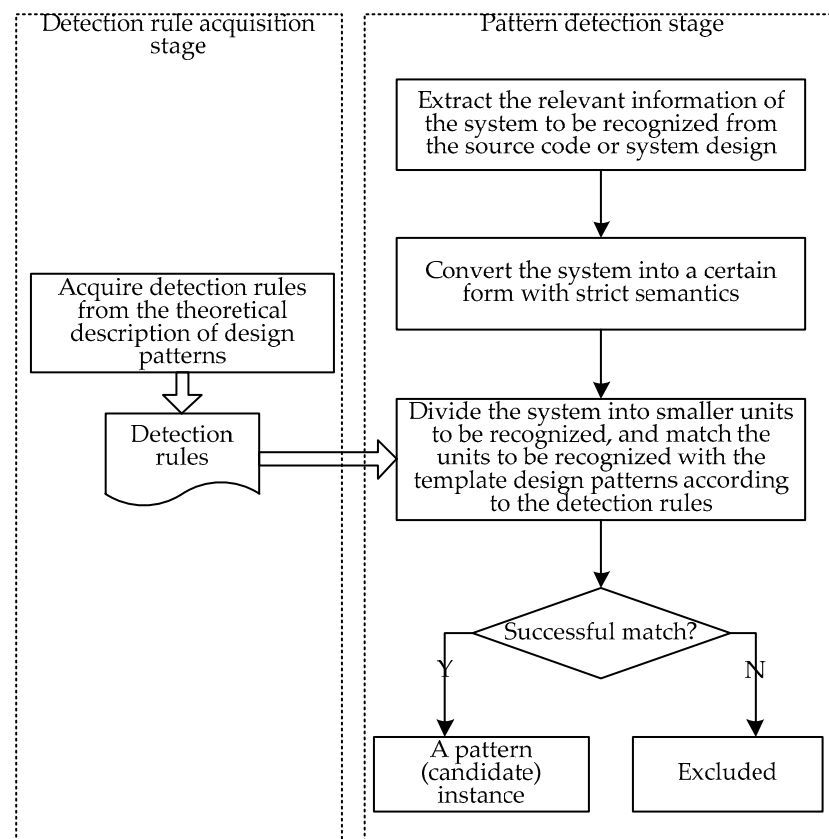 Detection rule acquisition
stage
Acquire detection rules
from the theoretical
description of design
patterns
Detection
rules
Pattern detection stage
Extract the relevant information of
the system to be recognized from
the source code or system design
Convert the system into a certain
form with strict semantics
Divide the system into smaller units
to be recognized, and match the
units to be recognized with the
template design patterns according
to the detection rules
Successful match?
Y
N
A pattern
(candidate)
instance
Excluded